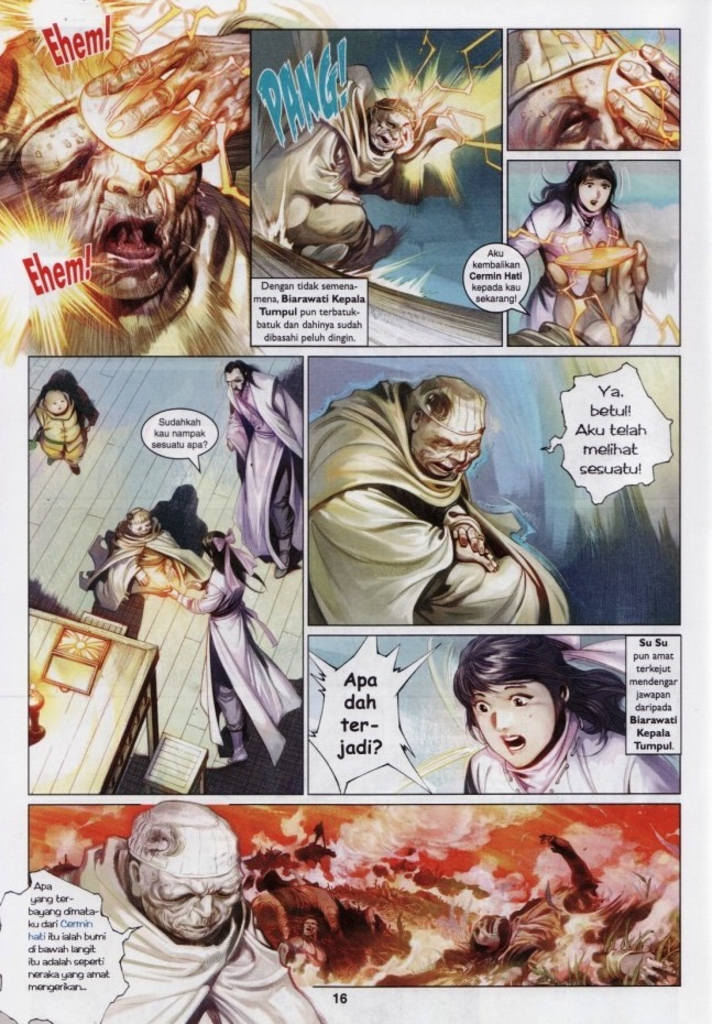 Ehem!
Ehem!
PANG!
Dengan tidak semena-
mena, Biarawati Kepala
Tumpul pun terbatuk-
batuk dan dahinya sudah
dibasahi peluh dingin.
Aku
kembalikan
Cermin Hati
kepada kau
sekarang!
Sudahkah
kau nampak
sesuatu apa?
Ya,
betul!
Aku telah
melihat
sesuatu!
Apa
dah
ter-
jadi?
Su Su
pun amat
terkejut
mendengar
jawapan
daripada
Biarawati
Kepala
Tumpul.
Apa
yang ter-
bayang dimata-
ku dari Cermin
hati itu ialah bumi
di bawah langit
itu adalah seperti
neraka yang amat
mengerikan...
16